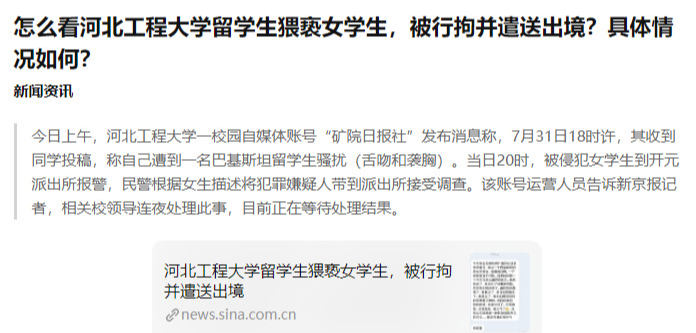 怎么看河北工程大学留学生猥亵女学生，被行拘并遣送出境？具体情
况如何？
新闻资讯
今日上午，河北工程大学一校园自媒体账号“矿院日报社”发布消息称，7月31日18时许，其收到
同学投稿，称自己遭到一名巴基斯坦留学生骚扰（舌吻和袭胸）。当日20时，被侵犯女学生到开元
派出所报警，民警根据女生描述将犯罪嫌疑人带到派出所接受调查。该账号运营人员告诉新京报记
者，相关校领导连夜处理此事，目前正在等待处理结果。
河北工程大学留学生猥亵女学生，被行拘
并遣送出境
news.sina.com.cn